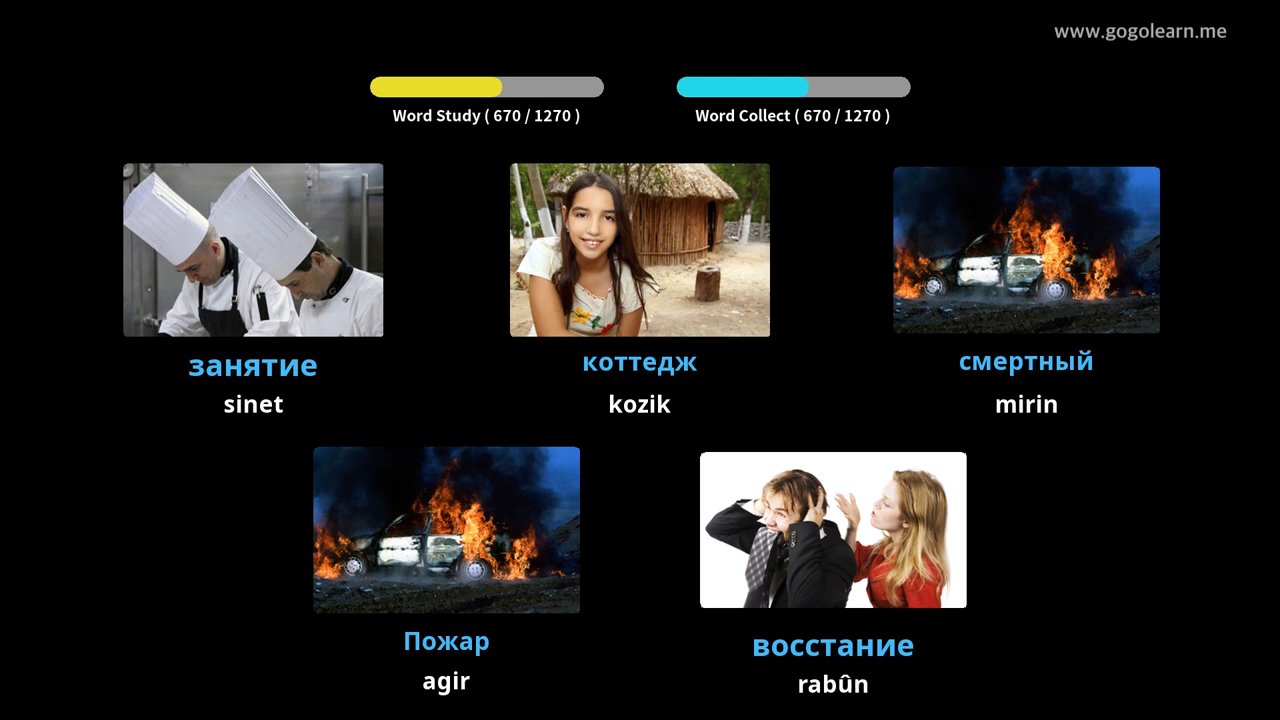 www.gogolearn.me
Word Study ( 670 / 1270 )
Word Collect ( 670 / 1270 )
занятие
коттедж
смертный
sinet
kozik
mirin
Пожар
восстание
agir
rabûn